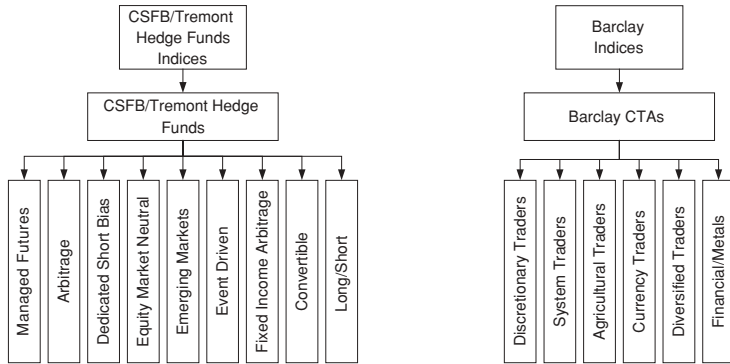 CSFB/Tremont
Hedge Funds
Indices
CSFB/Tremont Hedge
Funds
Managed Futures
Arbitrage
Dedicated Short Bias
Equity Market Neutral
Emerging Markets
Event Driven
Fixed Income Arbitrage
Convertible
Long/Short
Barclay
Indices
Barclay CTAs
Discretionary Traders
System Traders
Agricultural Traders
Currency Traders
Diversified Traders
Financial/Metals